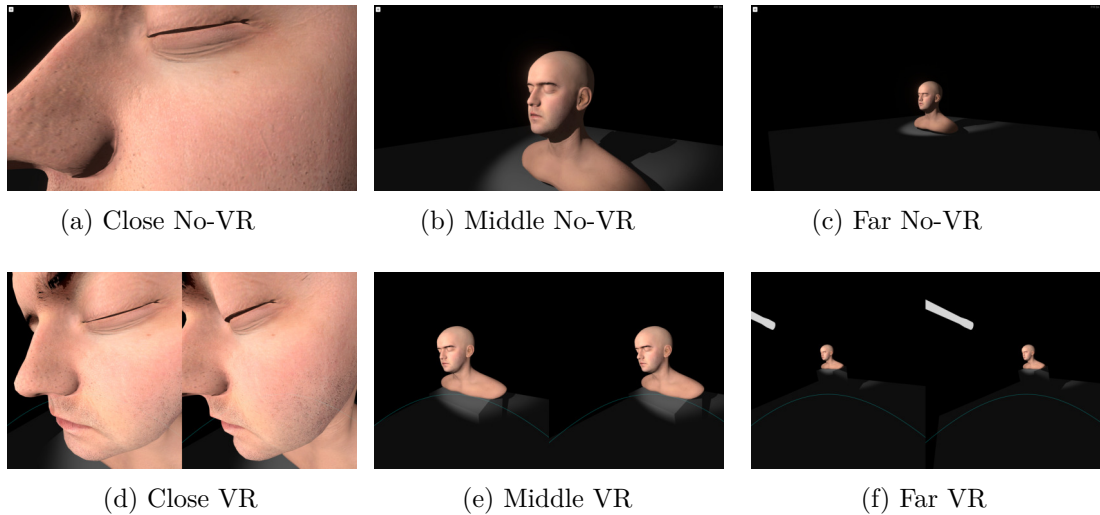 (a) Close No-VR
(b) Middle No-VR
(c) Far No-VR
(d) Close VR
(e) Middle VR
(f) Far VR